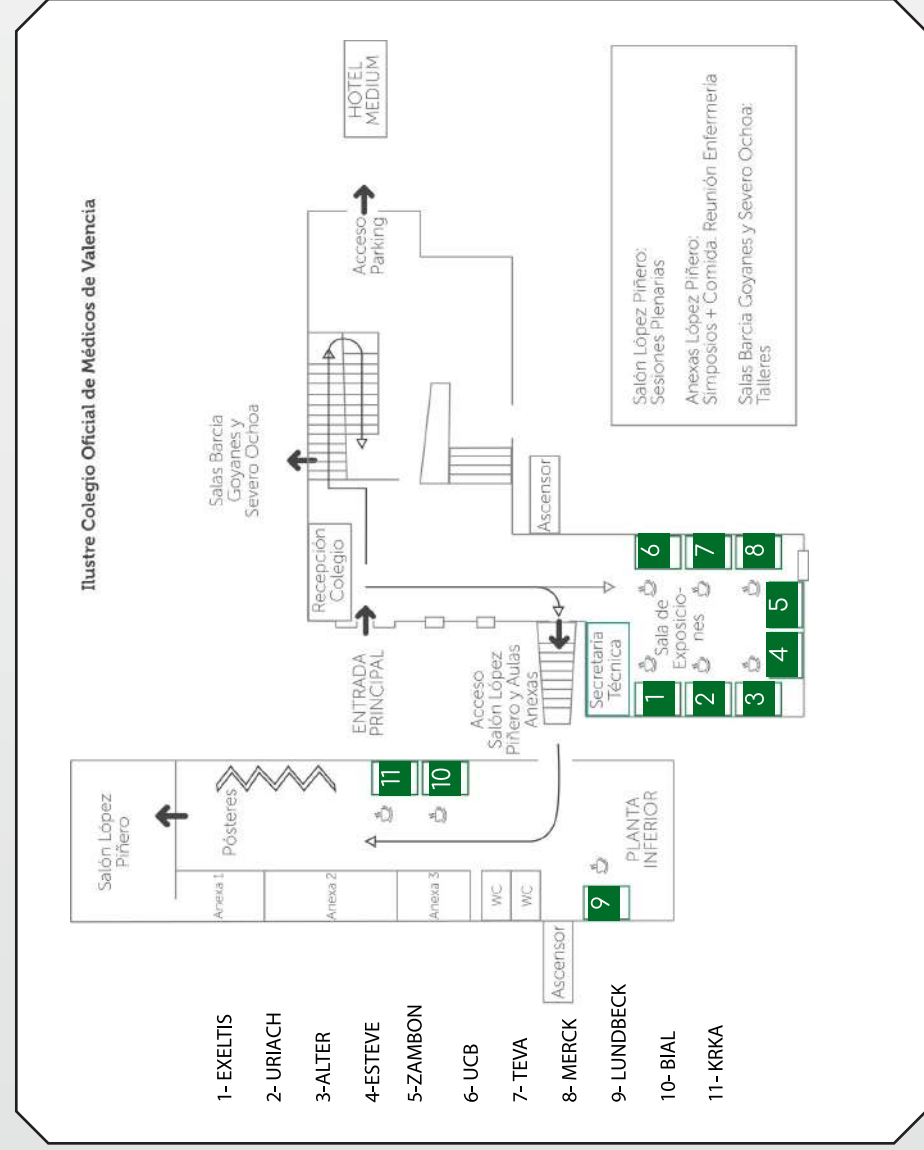 Ilustre Colegio Oficial de Médicos de Valencia
Salón López
Piñero
Pósteres
Anexa 1
Anexa 2
Anexa 3
WC
WC
Ascensor
11
10
9
PLANTA
INFERIOR
Salas Barcia
Goyanes y
Severo Ochoa
Recepción
Colegio
ENTRADA
PRINCIPAL
Acceso
Salón López
Piñero y Aulas
Anexas
Acceso
Parking
HOTEL
MEDIUM
Ascensor
Secretaria
Técnica
Sala de
Exposicio-
nes
1
2
3
4
5
6
7
8
Salón López Piñero:
Sesiones Plenarias
Anexas López Piñero:
Simposios + Comida. Reunión Enfermería
Salas Barcia Goyanes y Severo Ochoa:
Talleres
1- EXELTIS
2- URIACH
3-ALTER
4-ESTEVE
5-ZAMBON
6- UCB
7- TEVA
8- MERCK
9- LUNDBECK
10- BIAL
11- KRKA